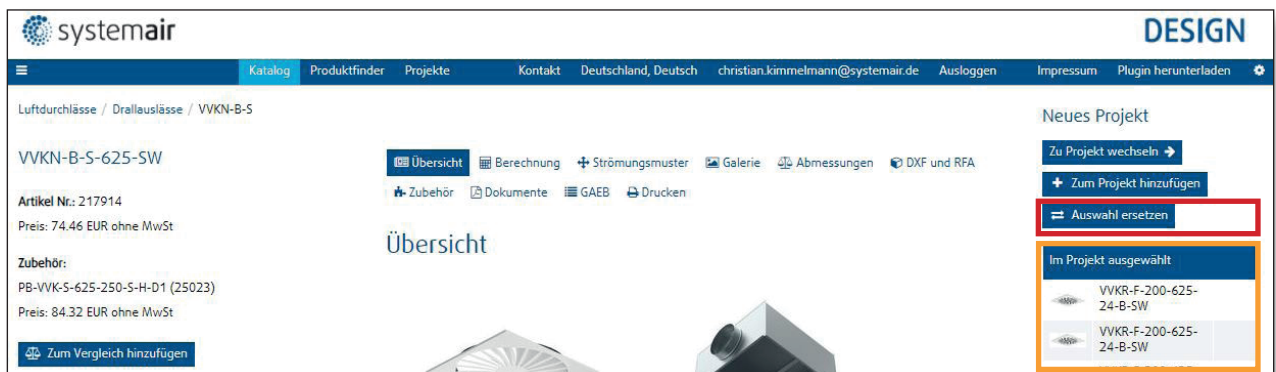 systemair
DESIGN
Katalog Produktfinder Projekte Kontakt Deutschland, Deutsch christian.kimmelmann@systemair.de Ausloggen Impressum Plugin herunterladen
Luftdurchlässe / Drallauslässe / VVKN-B-S
VVKN-B-S-625-SW
Artikel Nr.: 217914
Preis: 74.46 EUR ohne MwSt
Zubehör:
PB-VVK-S-625-250-S-H-D1 (25023)
Preis: 84.32 EUR ohne MwSt
Zum Vergleich hinzufügen
Übersicht Berechnung Strömungsmuster Galerie Abmessungen DXF und RFA
Zubehör Dokumente GAEB Drucken
Übersicht
Neues Projekt
Zu Projekt wechseln
Zum Projekt hinzufügen
Auswahl ersetzen
Im Projekt ausgewählt
VVKR-F-200-625-
24-B-SW
VVKR-F-200-625-
24-B-SW